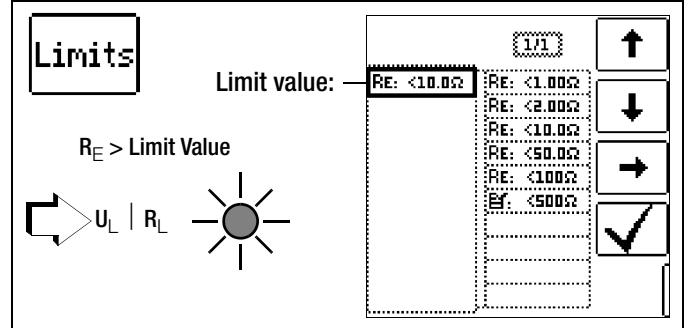 Limits
Limit value:
RE > Limit Value
UL | RL
1/1
RE: <10.0Ω
RE: <1.00Ω
RE: <2.00Ω
RE: <10.0Ω
RE: <50.0Ω
RE: <100Ω
<500Ω